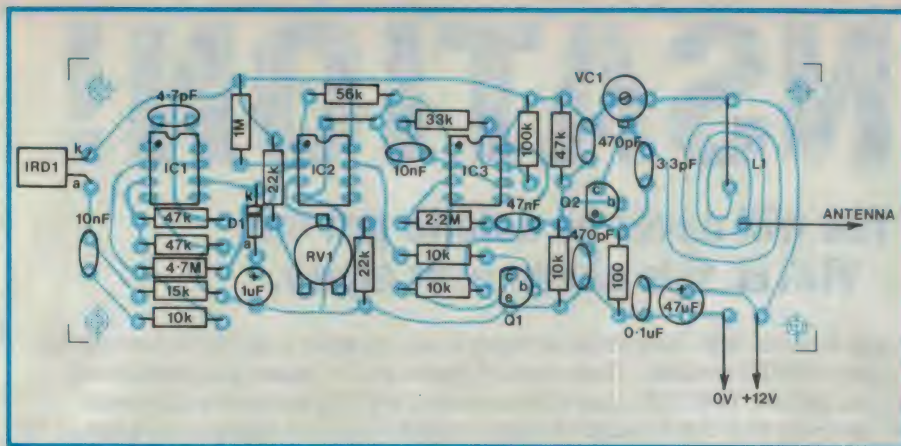 VC1
4·7pF
56k
1M
33k
100k
47k
470pF
3·3pF
k
IRD1
IC1
IC2
IC3
L1
a
22k
10nF
47nF
Q2
c
b
ANTENNA
10nF
47k
k
D1
a
2·2M
470pF
47k
RV1
22k
10k
10k
100
4·7M
1uF
+
10k
c
b
e
Q1
47uF
+
15k
0·1uF
10k
0V
+12V